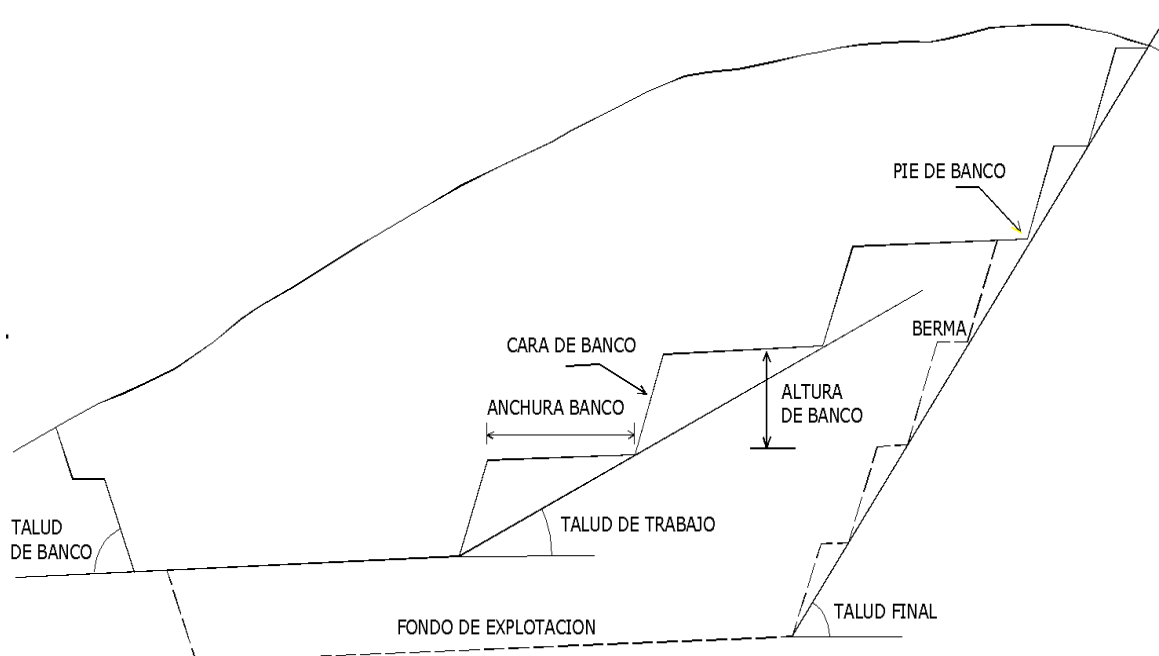 PIE DE BANCO
BERMA
CARA DE BANCO
ALTURA
DE BANCO
ANCHURA BANCO
TALUD DE TRABAJO
TALUD
DE BANCO
TALUD FINAL
FONDO DE EXPLOTACION